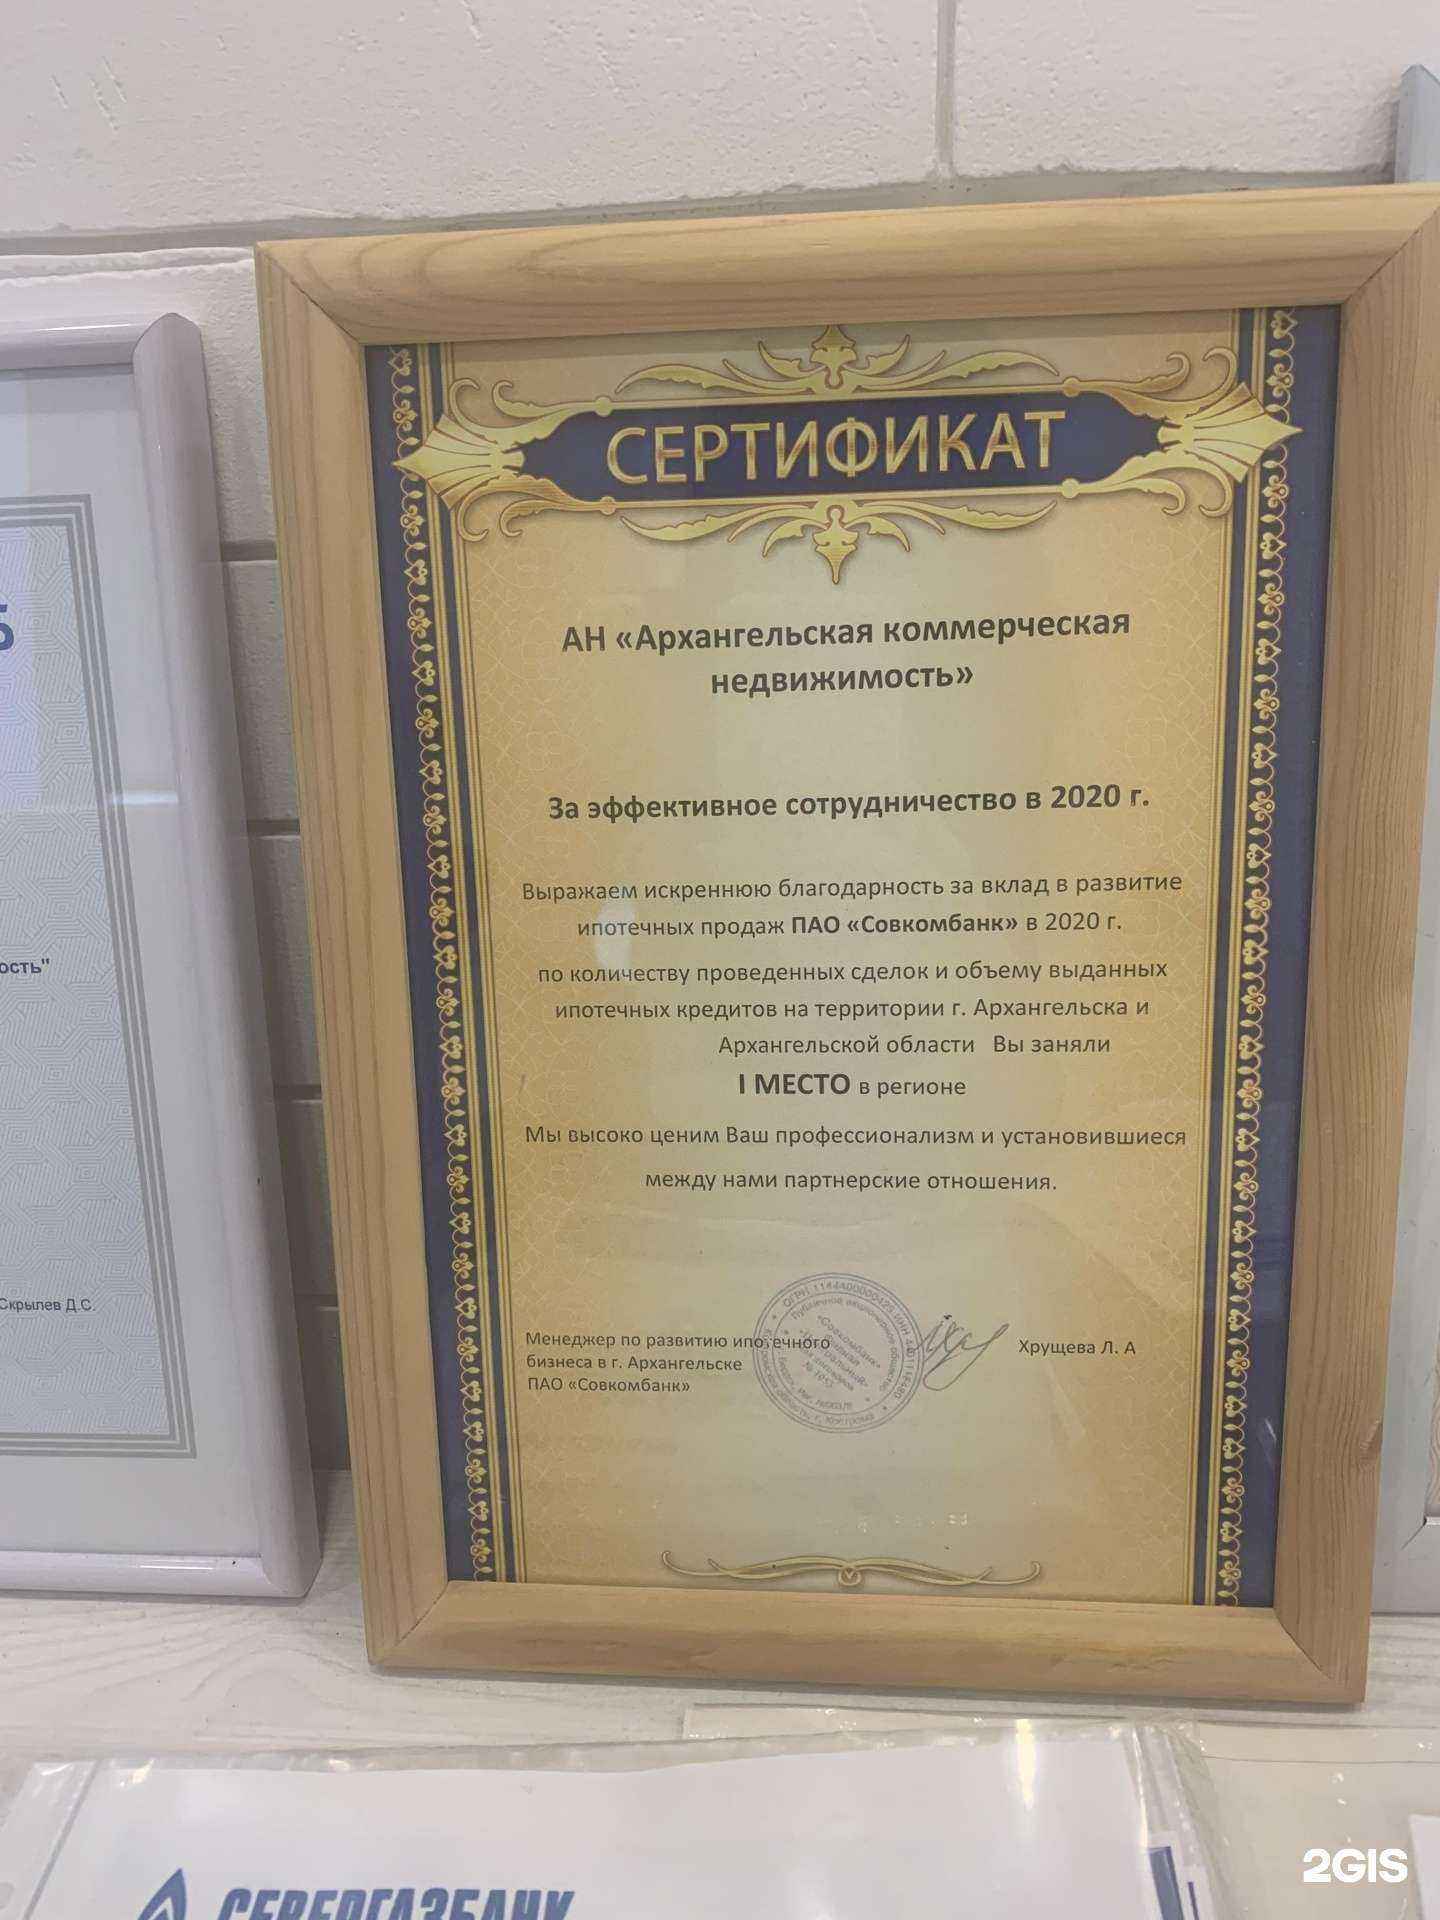 СЕРТИФИКАТ
АН «Архангельская коммерческая
недвижимость»
За эффективное сотрудничество в 2020 г.
Выражаем искреннюю благодарность за вклад в развитие
ипотечных продаж ПАО «Совкомбанк» в 2020 г.
по количеству проведенных сделок и объему выданных
ипотечных кредитов на территории г. Архангельска и
Архангельской области Вы заняли
I МЕСТО в регионе
Мы высоко ценим Ваш профессионализм и установившиеся
между нами партнерские отношения.
Менеджер по развитию ипотечного
бизнеса в г. Архангельске
ПАО «Совкомбанк»
Хрущева Л. А
ость"
Скрылев Д.С.
СЕВЕРГАЗБАНК
2GIS